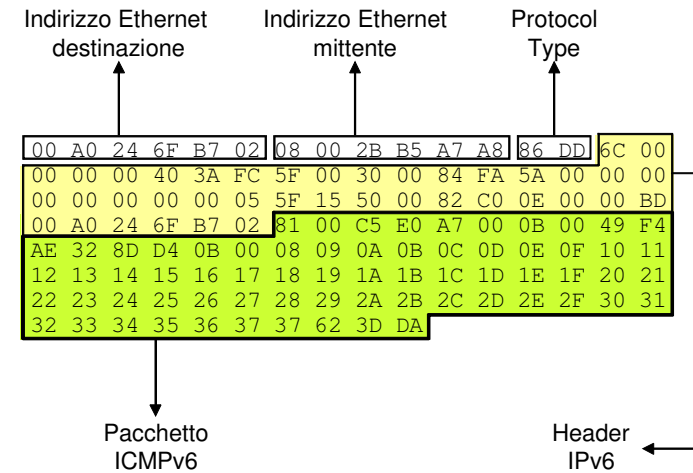 Indirizzo Ethernet destinazione
Indirizzo Ethernet mittente
Protocol Type
00 A0 24 6F B7 02 08 00 2B B5 A7 A8 86 DD 6C 00
00 00 00 40 3A FC 5F 00 30 00 84 FA 5A 00 00 00
00 00 00 00 00 05 5F 15 50 00 82 C0 0E 00 00 BD
00 A0 24 6F B7 02 81 00 C5 E0 A7 00 0B 00 49 F4
AE 32 8D D4 0B 00 08 09 0A 0B 0C 0D 0E 0F 10 11
12 13 14 15 16 17 18 19 1A 1B 1C 1D 1E 1F 20 21
22 23 24 25 26 27 28 29 2A 2B 2C 2D 2E 2F 30 31
32 33 34 35 36 37 37 62 3D DA
Pacchetto ICMPv6
Header IPv6